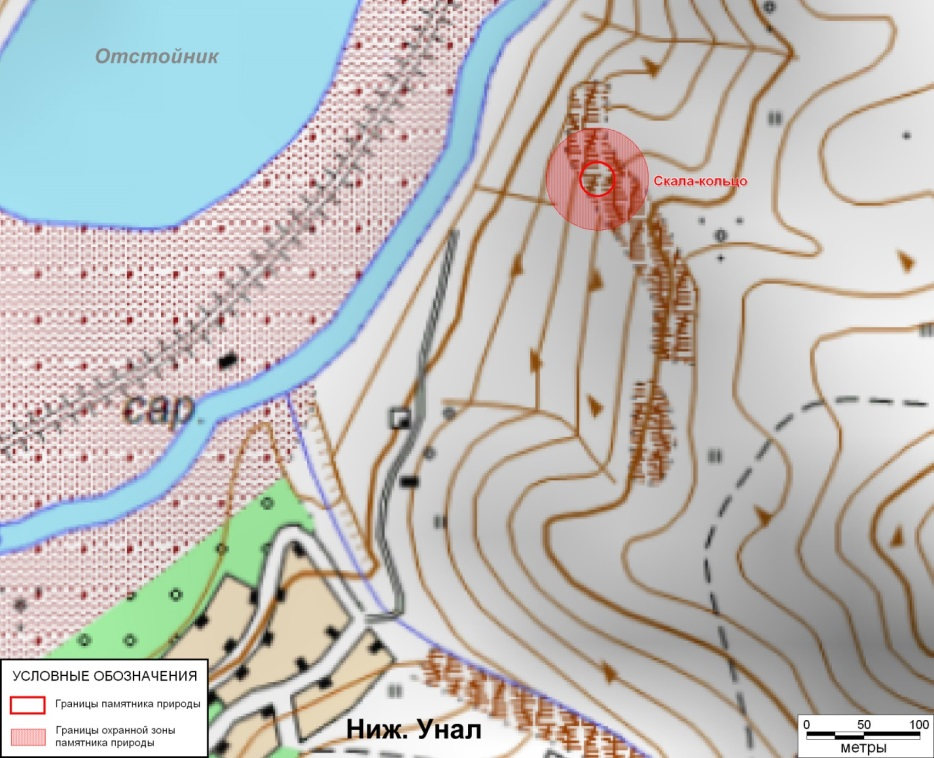 Отстойник
Скала-кольцо
сар.
УСЛОВНЫЕ ОБОЗНАЧЕНИЯ
Границы памятника природы
Границы охранной зоны
памятника природы
Ниж. Унал
0 50 100
метры